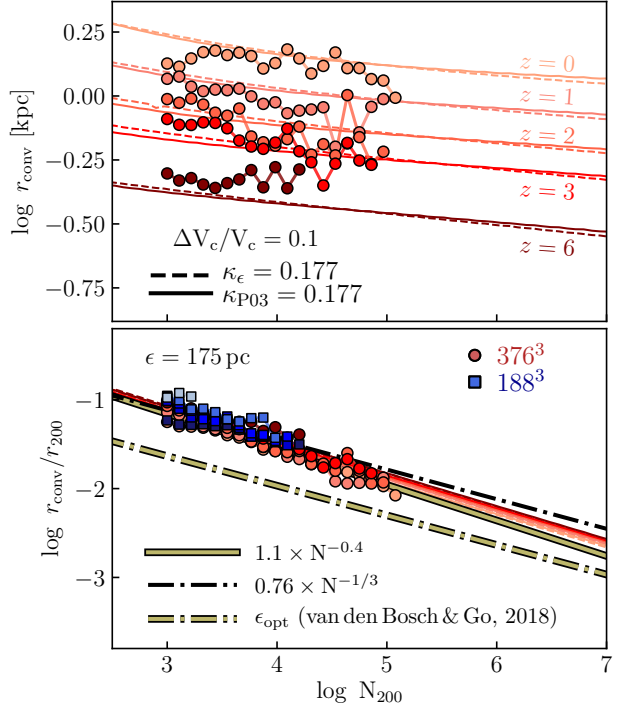 0.25
0.00
−0.25
−0.50
−0.75
log r_conv [kpc]
z = 0
z = 1
z = 2
z = 3
z = 6
ΔV_c/V_c = 0.1
κ_ϵ = 0.177
κ_P03 = 0.177
ϵ = 175 pc
376³
188³
−1
−2
−3
log r_conv/r_200
1.1 × N^−0.4
0.76 × N^−1/3
ϵ_opt (van den Bosch & Go, 2018)
3 4 5 6 7
log N_200